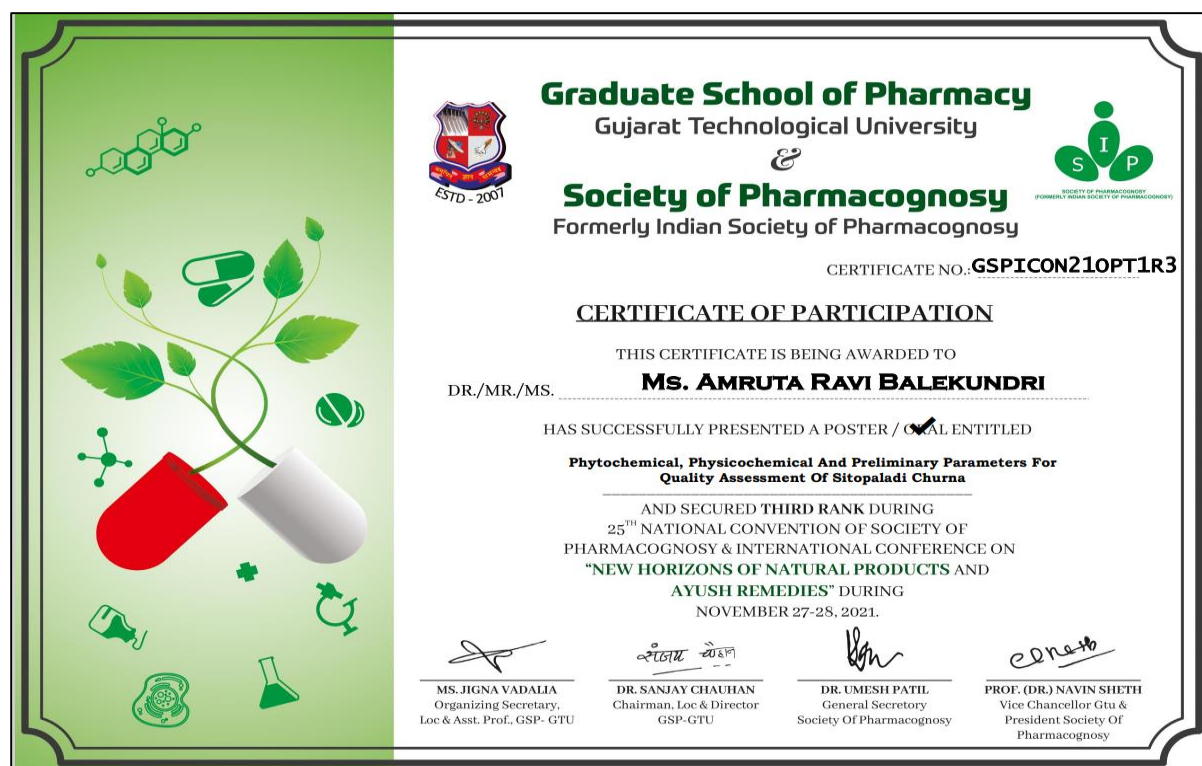 Graduate School of Pharmacy
Gujarat Technological University
&
Society of Pharmacognosy
Formerly Indian Society of Pharmacognosy
ESTD - 2007
S I P
SOCIETY OF PHARMACOGNOSY
(FORMERLY INDIAN SOCIETY OF PHARMACOGNOSY)
CERTIFICATE NO.: GSPICON21OPT1R3
CERTIFICATE OF PARTICIPATION
THIS CERTIFICATE IS BEING AWARDED TO
DR./MR./MS. MS. AMRUTA RAVI BALEKUNDRI
HAS SUCCESSFULLY PRESENTED A POSTER / ORAL ENTITLED
Phytochemical, Physicochemical And Preliminary Parameters For
Quality Assessment Of Sitopaladi Churna
AND SECURED THIRD RANK DURING
25TH NATIONAL CONVENTION OF SOCIETY OF
PHARMACOGNOSY & INTERNATIONAL CONFERENCE ON
"NEW HORIZONS OF NATURAL PRODUCTS AND
AYUSH REMEDIES" DURING
NOVEMBER 27-28, 2021.
संजय चौहान
MS. JIGNA VADALIA
Organizing Secretary,
Loc & Asst. Prof., GSP- GTU
DR. SANJAY CHAUHAN
Chairman, Loc & Director
GSP-GTU
DR. UMESH PATIL
General Secretary
Society Of Pharmacognosy
PROF. (DR.) NAVIN SHETH
Vice Chancellor Gtu &
President Society Of
Pharmacognosy